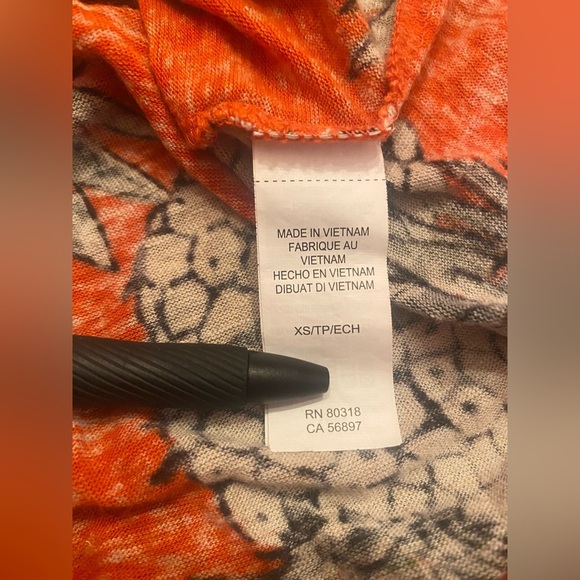 MADE IN VIETNAM
FABRIQUE AU
VIETNAM
HECHO EN VIETNAM
DIBUAT DI VIETNAM
XS/TP/ECH
RN 80318
CA 56897